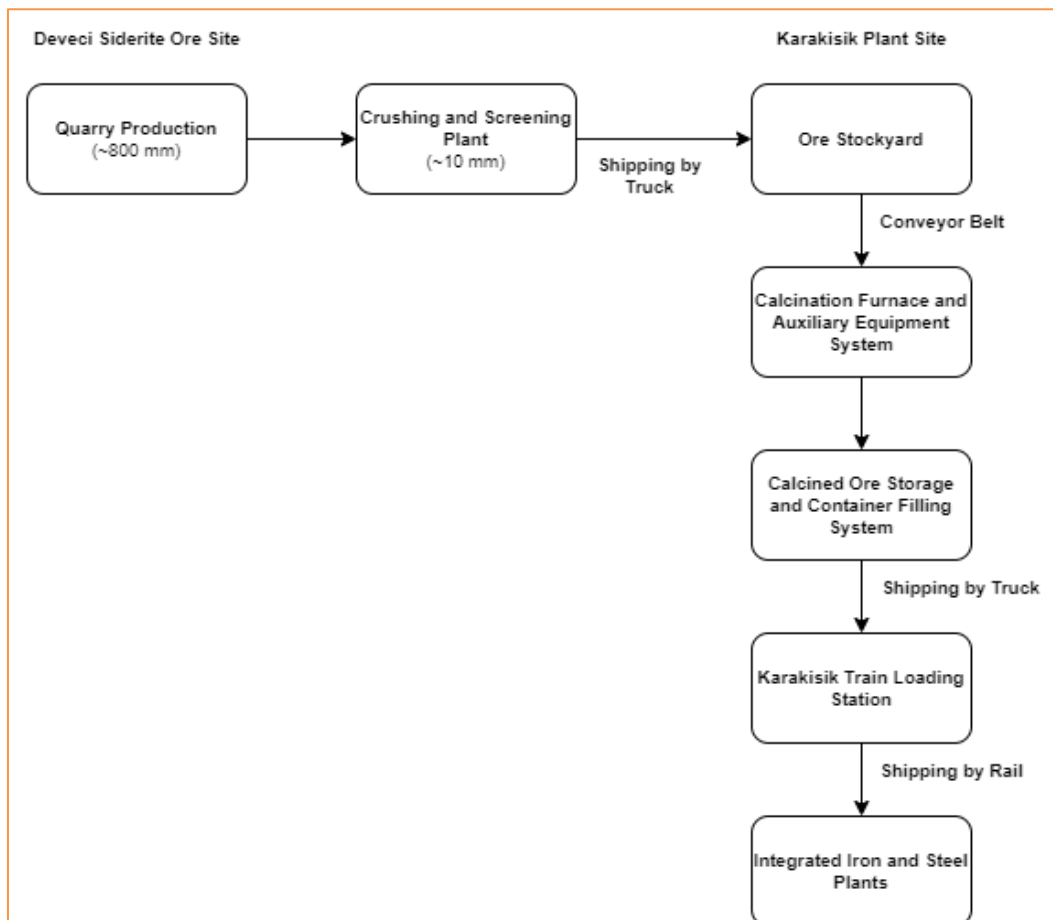 Deveci Siderite Ore Site
Karakisik Plant Site
Quarry Production
(~800 mm)
Crushing and Screening
Plant
(~10 mm)
Shipping by
Truck
Ore Stockyard
Conveyor Belt
Calcination Furnace and
Auxiliary Equipment
System
Calcined Ore Storage
and Container Filling
System
Shipping by Truck
Karakisik Train Loading
Station
Shipping by Rail
Integrated Iron and Steel
Plants